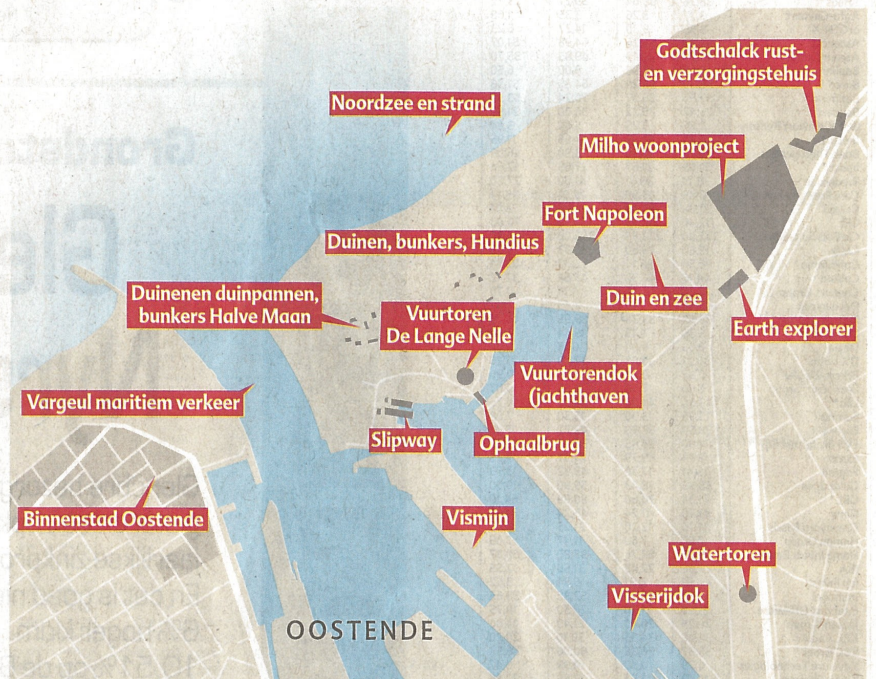 Godtschalck rust-
en verzorgingstehuis
Noordzee en strand
Milho woonproject
Fort Napoleon
Duinen, bunkers, Hundius
Duinenen duinpannen,
bunkers Halve Maan
Duin en zee
Vuurtoren
De Lange Nelle
Earth explorer
Vuurtorendok
(jachthaven
Vargeul maritiem verkeer
Slipway
Ophaalbrug
Binnenstad Oostende
Vismijn
Watertoren
Visserijdok
OOSTENDE